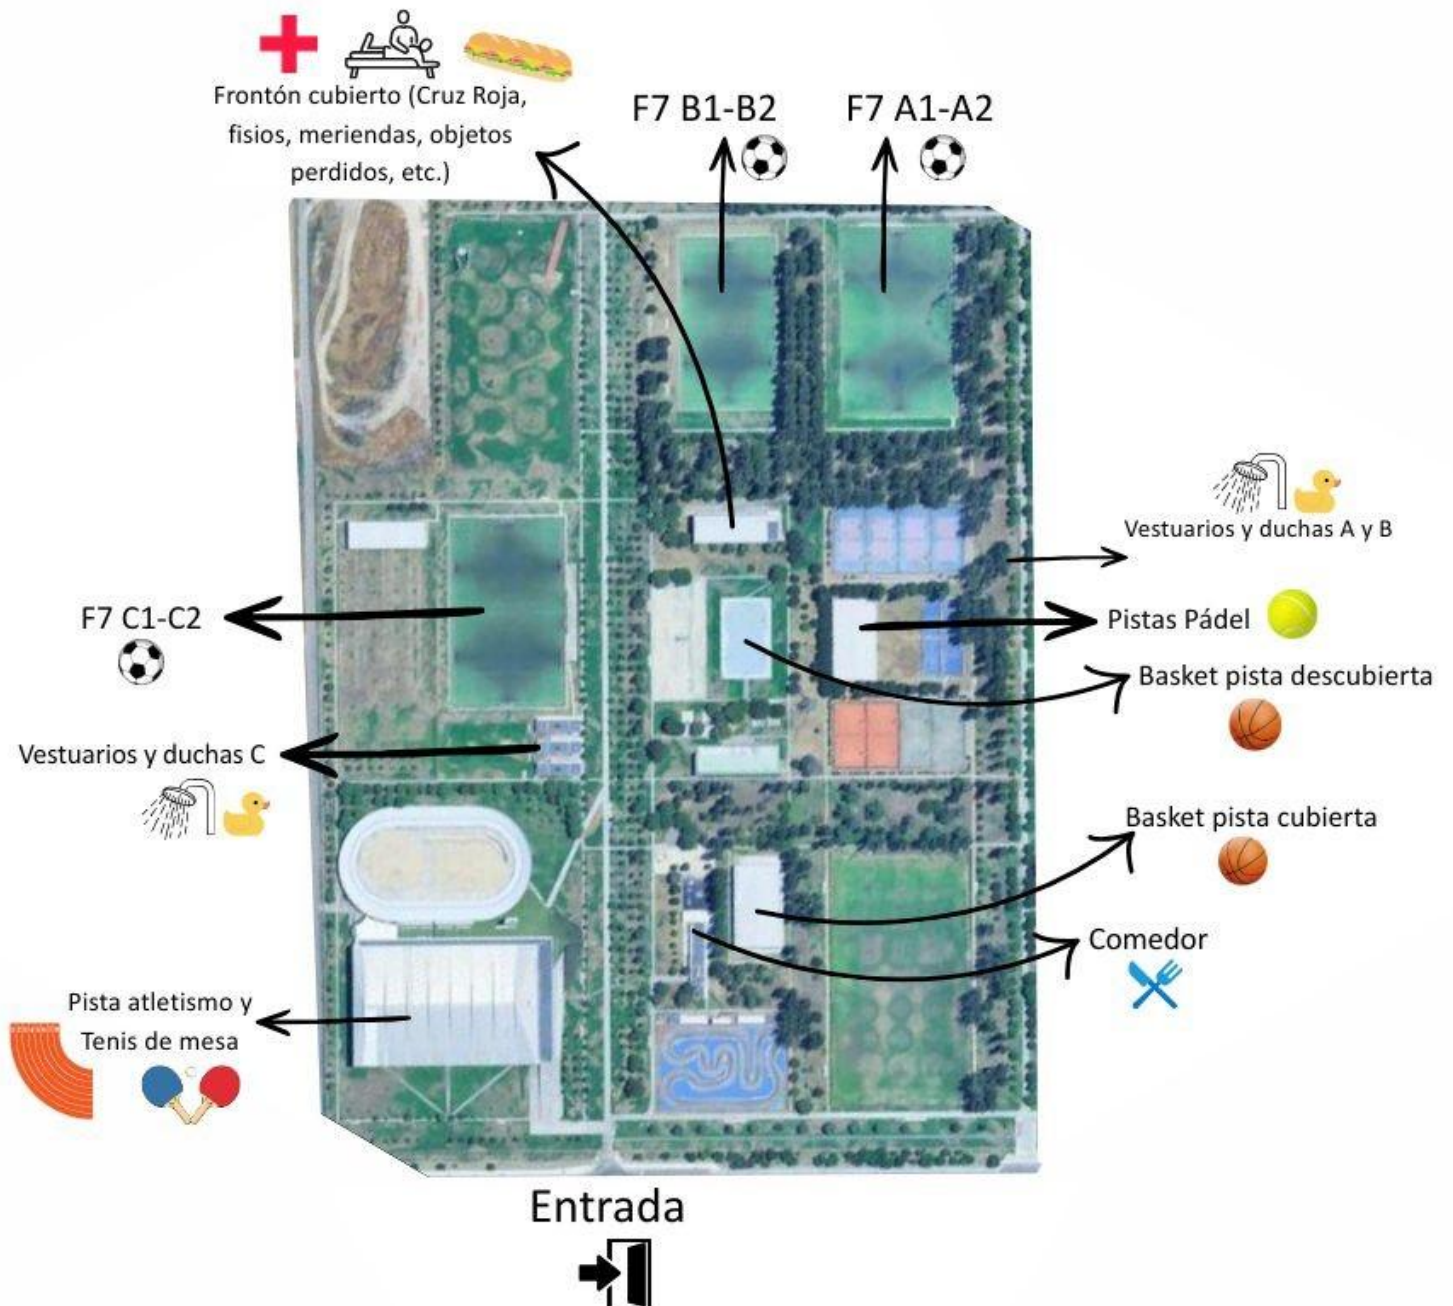 Frontón cubierto (Cruz Roja,
fisios, meriendas, objetos
perdidos, etc.)
F7 B1-B2
F7 A1-A2
Vestuarios y duchas A y B
F7 C1-C2
Pistas Pádel
Basket pista descubierta
Vestuarios y duchas C
Basket pista cubierta
Comedor
Pista atletismo y
Tenis de mesa
Entrada